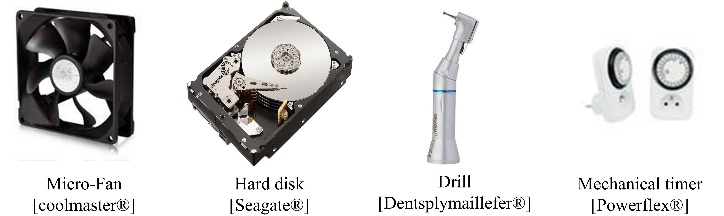 Micro-Fan
[coolmaster®]
Hard disk
[Seagate®]
Drill
[Dentsplymaillefer®]
Mechanical timer
[Powerflex®]